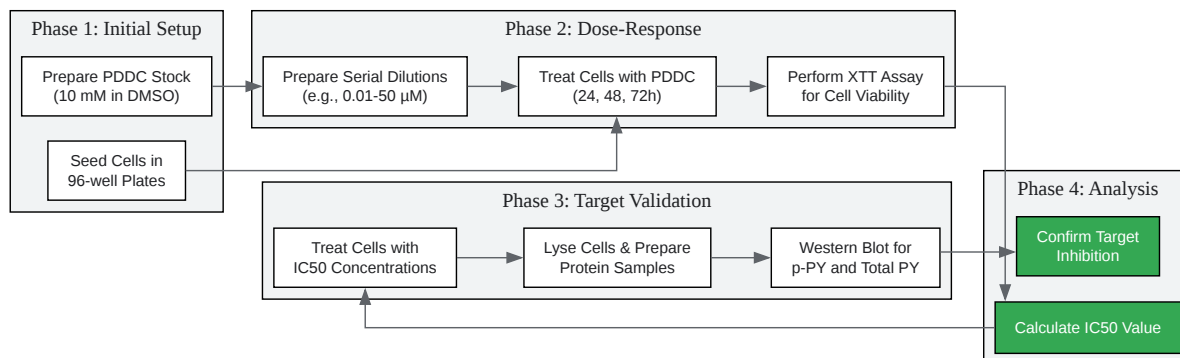 Phase 1: Initial Setup
Prepare PDDC Stock
(10 mM in DMSO)
Seed Cells in
96-well Plates
Phase 2: Dose-Response
Prepare Serial Dilutions
(e.g., 0.01-50 µM)
Treat Cells with PDDC
(24, 48, 72h)
Perform XTT Assay
for Cell Viability
Phase 3: Target Validation
Treat Cells with
IC50 Concentrations
Lyse Cells & Prepare
Protein Samples
Western Blot for
p-PY and Total PY
Phase 4: Analysis
Confirm Target
Inhibition
Calculate IC50 Value